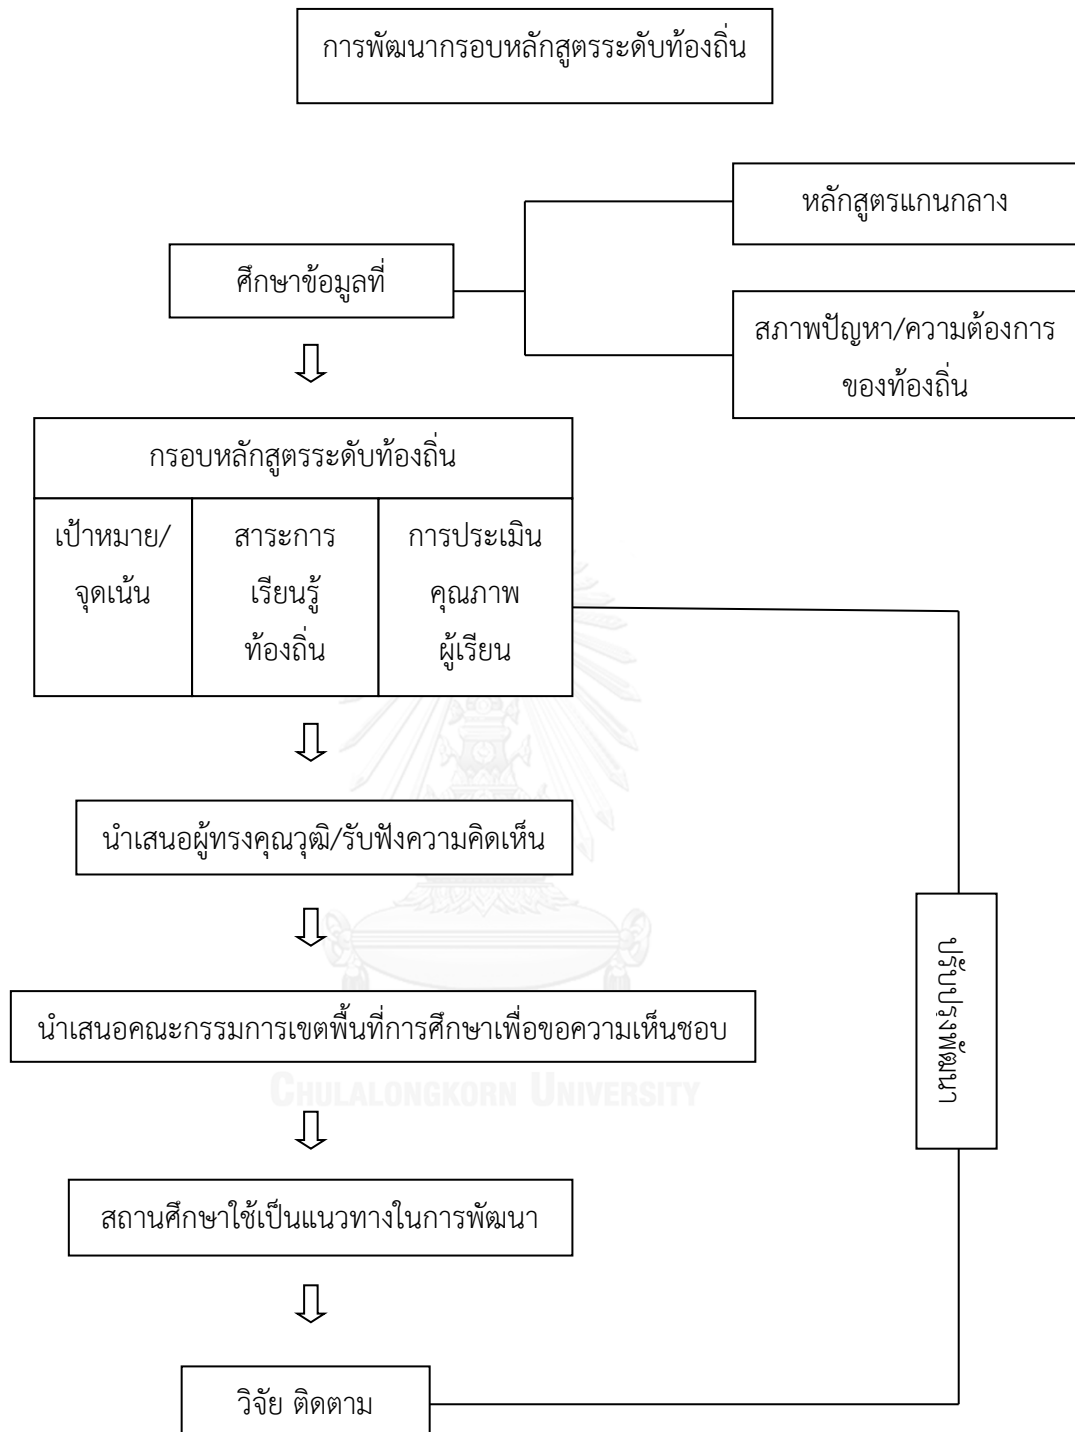 การพัฒนากรอบหลักสูตรระดับท้องถิ่น
หลักสูตรแกนกลาง
ศึกษาข้อมูลที่
สภาพปัญหา/ความต้องการ
ของท้องถิ่น
กรอบหลักสูตรระดับท้องถิ่น
เป้าหมาย/
จุดเน้น
สาระการ
เรียนรู้
ท้องถิ่น
การประเมิน
คุณภาพ
ผู้เรียน
นำเสนอผู้ทรงคุณวุฒิ/รับฟังความคิดเห็น
ปรับปรุงพัฒนา
นำเสนอคณะกรรมการเขตพื้นที่การศึกษาเพื่อขอความเห็นชอบ
CHULALONGKORN UNIVERSITY
สถานศึกษาใช้เป็นแนวทางในการพัฒนา
วิจัย ติดตาม